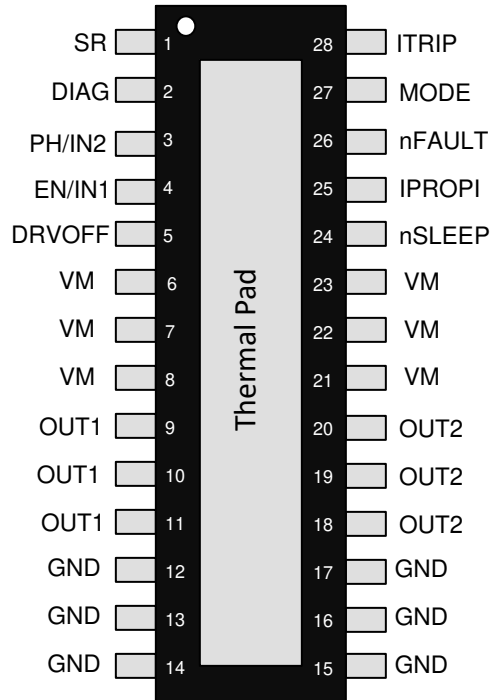 SR 1 28 ITRIP
DIAG 2 27 MODE
PH/IN2 3 26 nFAULT
EN/IN1 4 25 IPROPI
DRVOFF 5 24 nSLEEP
VM 6 23 VM
VM 7 22 VM
VM 8 21 VM
OUT1 9 20 OUT2
OUT1 10 19 OUT2
OUT1 11 18 OUT2
GND 12 17 GND
GND 13 16 GND
GND 14 15 GND
Thermal Pad